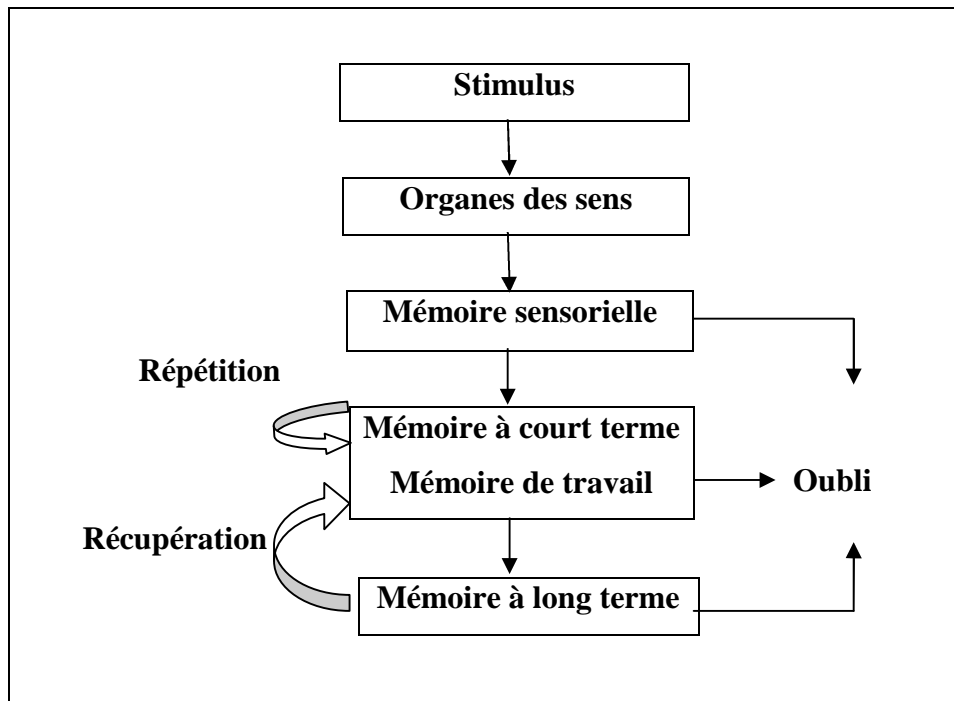 Stimulus
Organes des sens
Mémoire sensorielle
Répétition
Mémoire à court terme
Mémoire de travail
Oubli
Récupération
Mémoire à long terme